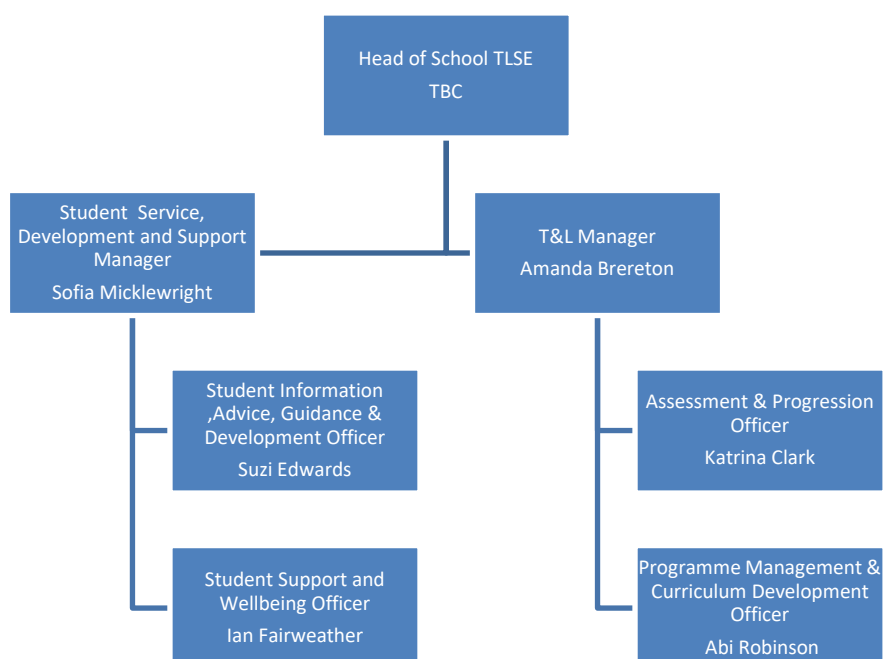 Head of School TLSE
TBC
Student  Service,
Development and Support
Manager
Sofia Micklewright
T&L Manager
Amanda Brereton
Student Information
,Advice, Guidance &
Development Officer
Suzi Edwards
Student Support and
Wellbeing Officer
Ian Fairweather
Assessment & Progression
Officer
Katrina Clark
Programme Management &
Curriculum Development
Officer
Abi Robinson